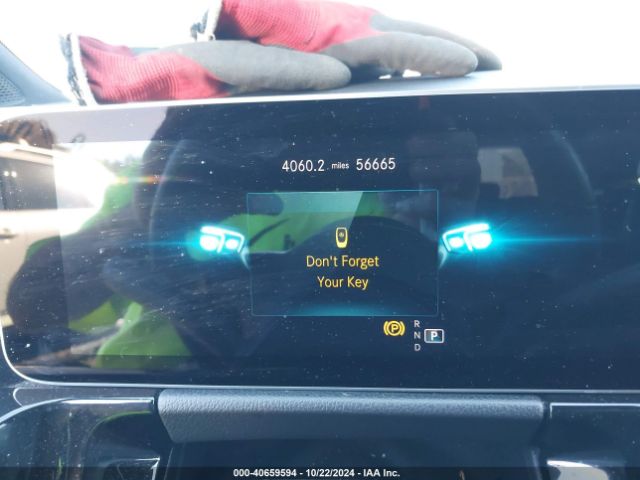 4060.2 miles 56665
Don't Forget
Your Key
R
N
D
P
P
000-40659594 - 10/22/2024 - IAA Inc.